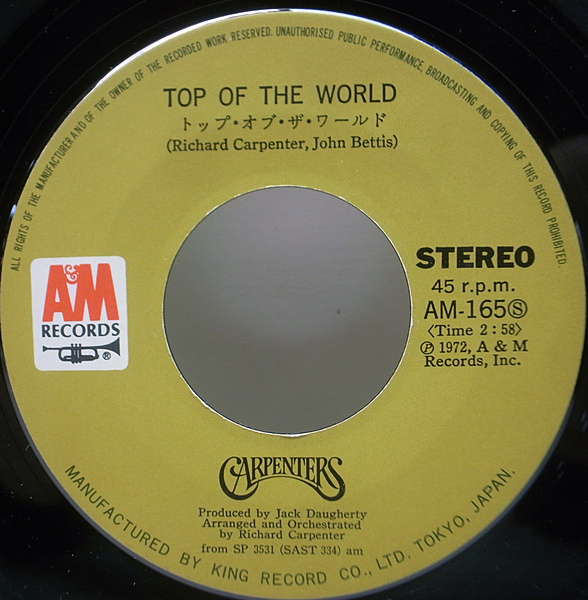 ALL RIGHTS OF THE MANUFACTURER AND OF THE OWNER OF THE RECORDED WORK RESERVED. UNAUTHORISED PUBLIC PERFORMANCE, BROADCASTING AND COPYING OF THIS RECORD PROHIBITED.
TOP OF THE WORLD
トップ・オブ・ザ・ワールド
(Richard Carpenter, John Bettis)
A&M
RECORDS
®
STEREO
45 r.p.m.
AM-165Ⓢ
〈Time 2:58〉
Ⓟ 1972, A & M
Records, Inc.
CARPENTERS
Produced by Jack Daugherty
Arranged and Orchestrated
by Richard Carpenter
from SP 3531 (SAST 334) am
MANUFACTURED BY KING RECORD CO., LTD. TOKYO, JAPAN.